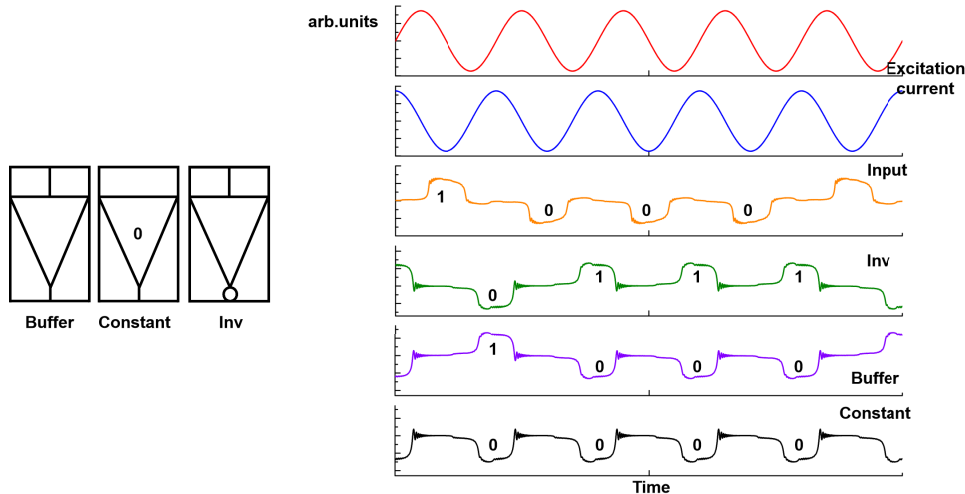 arb.units
Excitation
current
Input
1
0
0
0
Inv
0
1
1
1
1
0
0
0
Buffer
Constant
0
0
0
0
Time
0
Buffer
Constant
Inv